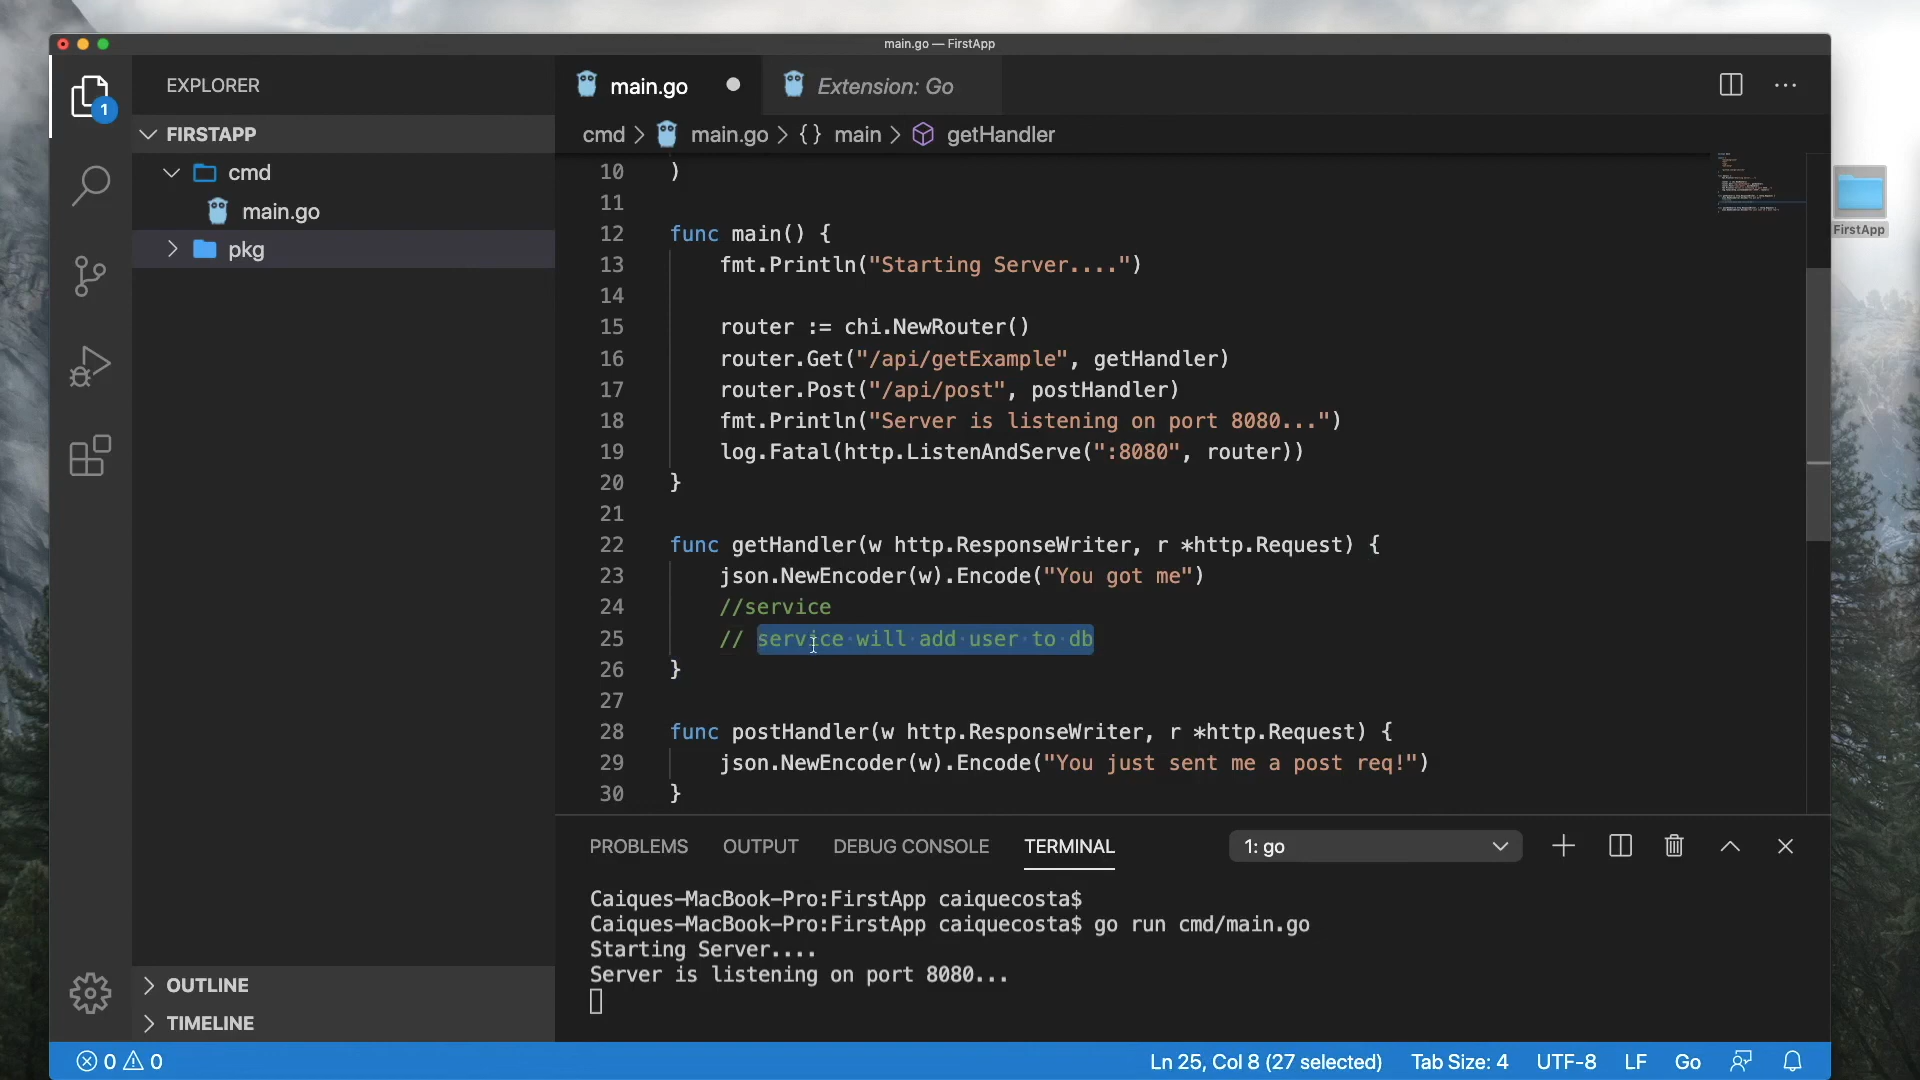 main.go — FirstApp
EXPLORER
main.go
Extension: Go
1
FIRSTAPP
cmd
main.go
pkg
cmd > main.go > {} main > getHandler
10 )
11
12 func main() {
13 fmt.Println("Starting Server....")
14
15 router := chi.NewRouter()
16 router.Get("/api/getExample", getHandler)
17 router.Post("/api/post", postHandler)
18 fmt.Println("Server is listening on port 8080...")
19 log.Fatal(http.ListenAndServe(":8080", router))
20 }
21
22 func getHandler(w http.ResponseWriter, r *http.Request) {
23 json.NewEncoder(w).Encode("You got me")
24 //service
25 // service will add user to db
26 }
27
28 func postHandler(w http.ResponseWriter, r *http.Request) {
29 json.NewEncoder(w).Encode("You just sent me a post req!")
30 }
FirstApp
PROBLEMS OUTPUT DEBUG CONSOLE TERMINAL 1: go
Caiques-MacBook-Pro:FirstApp caiquecosta$
Caiques-MacBook-Pro:FirstApp caiquecosta$ go run cmd/main.go
Starting Server....
Server is listening on port 8080...
OUTLINE
TIMELINE
0 0 Ln 25, Col 8 (27 selected) Tab Size: 4 UTF-8 LF Go